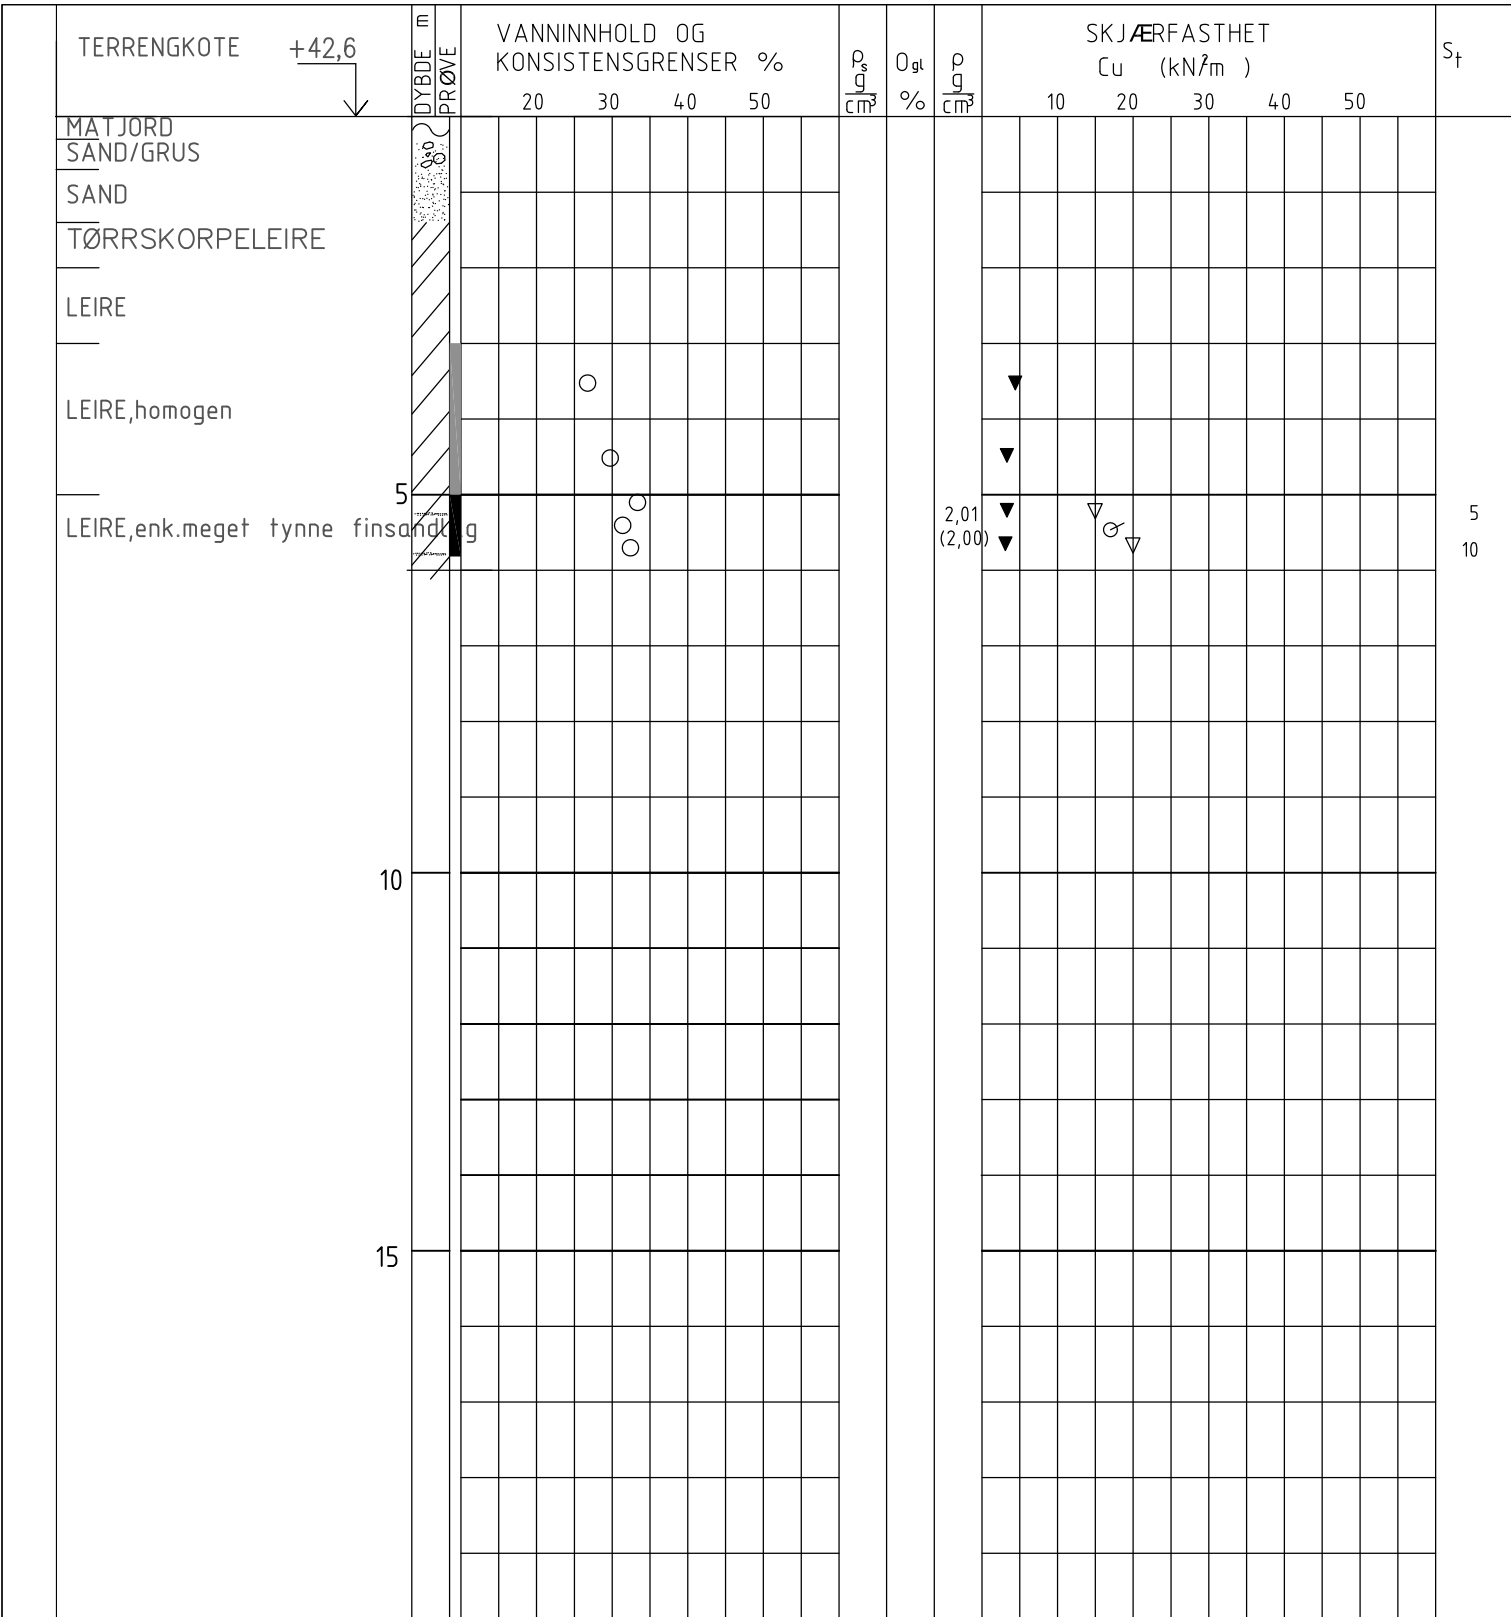 TERRENGKOTE +42,6
DYBDE m
PRØVE
VANNINNHOLD OG
KONSISTENSGRENSER %
20 30 40 50
ρs
g
cm³
Ogl
%
ρ
g
cm³
SKJÆRFASTHET
Cu (kN/m²)
10 20 30 40 50
St
MATJORD
SAND/GRUS
SAND
TØRRSKORPELEIRE
LEIRE
LEIRE,homogen
5
LEIRE,enk.meget tynne finsandlag
2,01
(2,00)
5
10
10
15